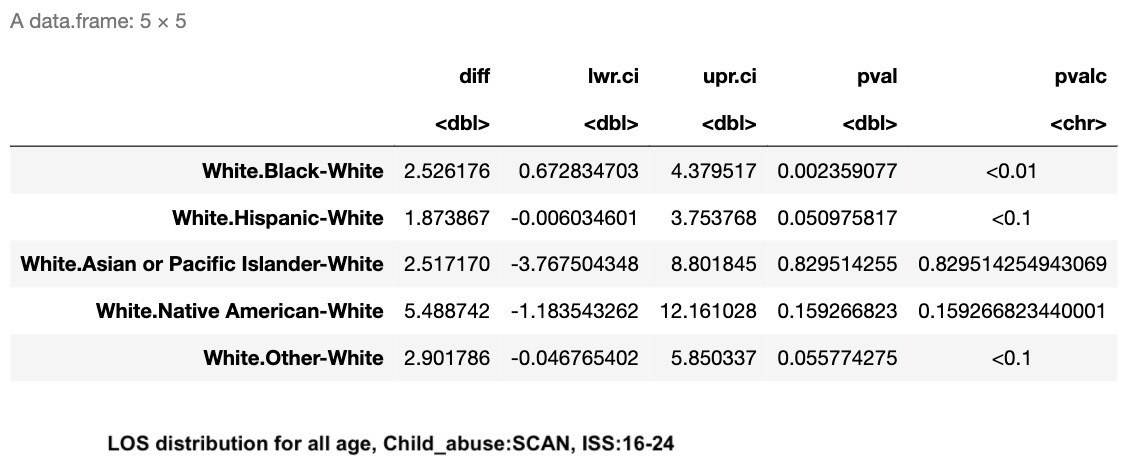 A data.frame: 5 × 5
diff lwr.ci upr.ci pval pvalc
<dbl> <dbl> <dbl> <dbl> <chr>
White.Black-White 2.526176 0.672834703 4.379517 0.002359077 <0.01
White.Hispanic-White 1.873867 -0.006034601 3.753768 0.050975817 <0.1
White.Asian or Pacific Islander-White 2.517170 -3.767504348 8.801845 0.829514255 0.829514254943069
White.Native American-White 5.488742 -1.183543262 12.161028 0.159266823 0.159266823440001
White.Other-White 2.901786 -0.046765402 5.850337 0.055774275 <0.1
LOS distribution for all age, Child_abuse:SCAN, ISS:16-24